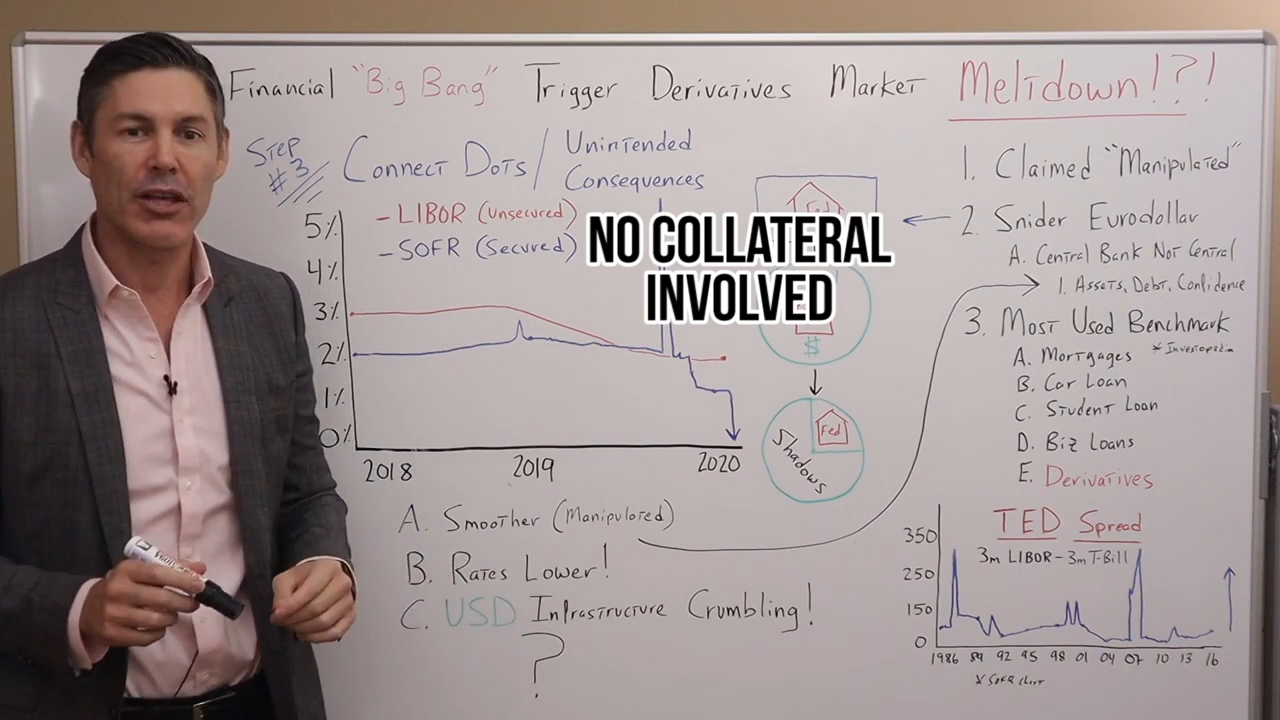 Financial "Big Bang" Trigger Derivatives Market Meltdown!?!
Step
#3
Connect Dots/
Unintended
Consequences
- LIBOR (Unsecured)
- SOFR (Secured)
5%
4%
3%
2%
1%
0%
2018
2019
2020
NO COLLATERAL
INVOLVED
Fed
$
Fed
Shadows
A. Smoother (Manipulated)
B. Rates Lower!
C. USD Infrastructure Crumbling!
?
1. Claimed "Manipulated"
2. Snider Eurodollar
A. Central Bank Not Central
1. Assets, Debt, Confidence
3. Most Used Benchmark
A. Mortgages * Investopedia
B. Car Loan
C. Student Loan
D. Biz Loans
E. Derivatives
TED Spread
3m LIBOR - 3m T-Bill
350
250
150
0
1986 89 92 95 98 01 04 07 10 13 16
* SOFR chart